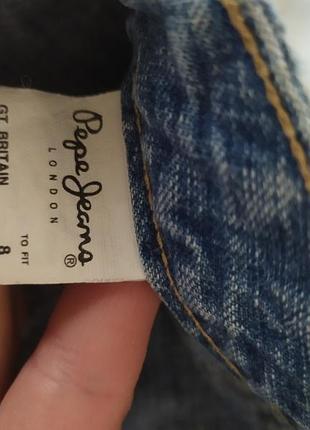 Pepe Jeans®
LONDON
TO FIT
GT. BRITAIN 8